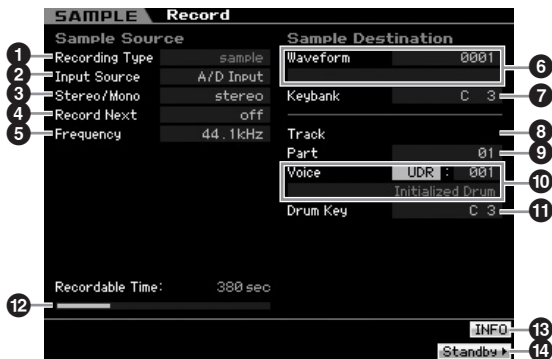 SAMPLE Record
Sample Source
Sample Destination
1 Recording Type sample
2 Input Source A/D Input
3 Stereo/Mono stereo
4 Record Next off
5 Frequency 44.1kHz
Waveform 0001 6
Keybank C 3 7
Track 8
Part 01 9
Voice UDR : 001 10
Initialized Drum
Drum Key C 3 11
Recordable Time: 380 sec
12
INFO 13
Standby 14